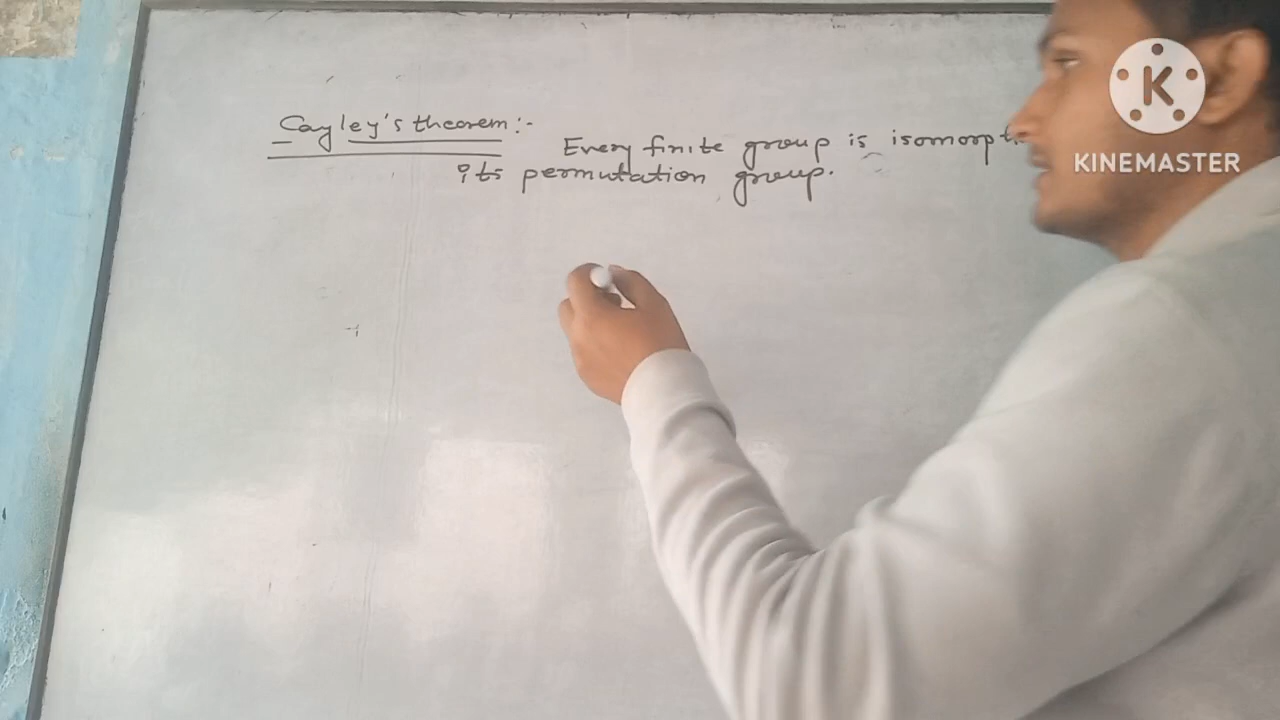 Cayley's theorem:-
Every finite group is
its permutation group.
K
KINEMASTER